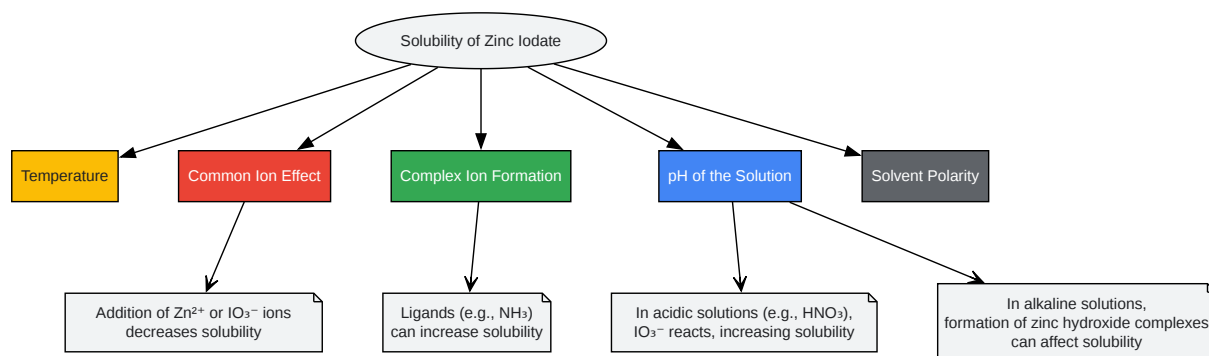 Solubility of Zinc Iodate
Temperature
Common Ion Effect
Complex Ion Formation
pH of the Solution
Solvent Polarity
Addition of Zn²⁺ or IO₃⁻ ions
decreases solubility
Ligands (e.g., NH₃)
can increase solubility
In acidic solutions (e.g., HNO₃),
IO₃⁻ reacts, increasing solubility
In alkaline solutions,
formation of zinc hydroxide complexes
can affect solubility